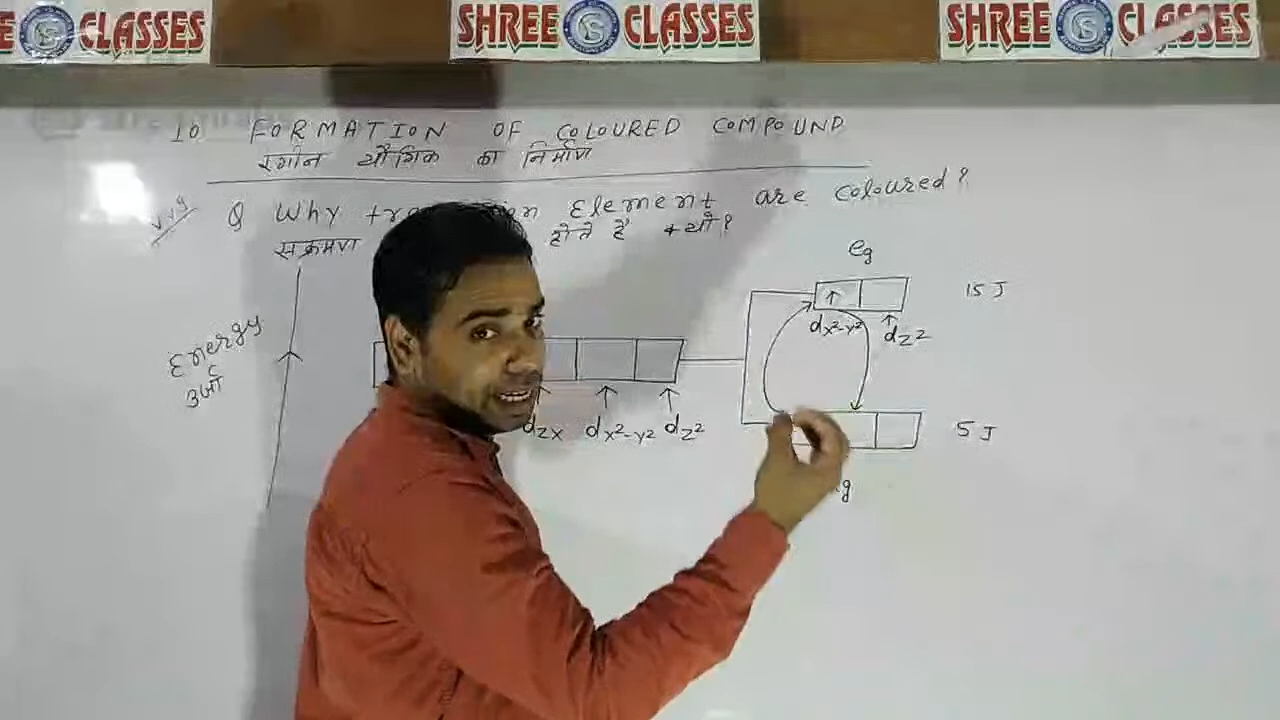 CLASSES
SHREE CLASSES
SHREE CLASSES
10 FORMATION OF COLOURED COMPOUND
रंगीन यौगिक का निर्माण
Q Why Element are coloured?
संक्रमण होते हैं क्यों?
Energy
ऊर्जा
eg
15 J
dx²-y² dz²
dzx dx²-y² dz²
5 J